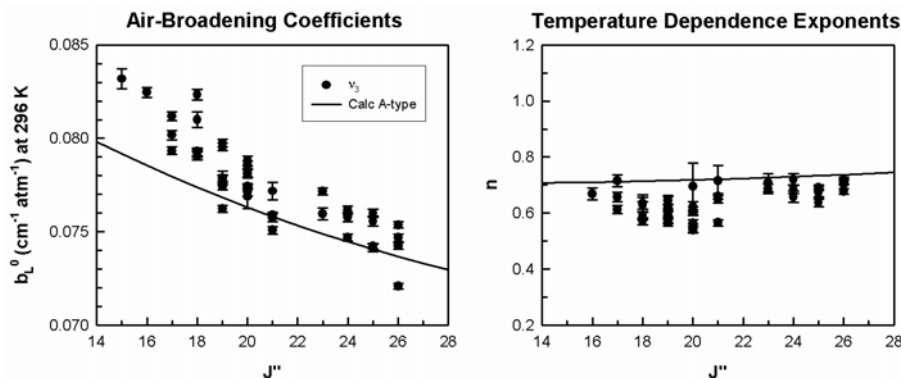 Air-Broadening Coefficients
0.085
0.080
0.075
0.070
b_L^0 (cm^-1 atm^-1) at 296 K
ν_3
Calc A-type
14 16 18 20 22 24 26 28
J"
Temperature Dependence Exponents
1.2
1.0
0.8
0.6
0.4
0.2
n
14 16 18 20 22 24 26 28
J"